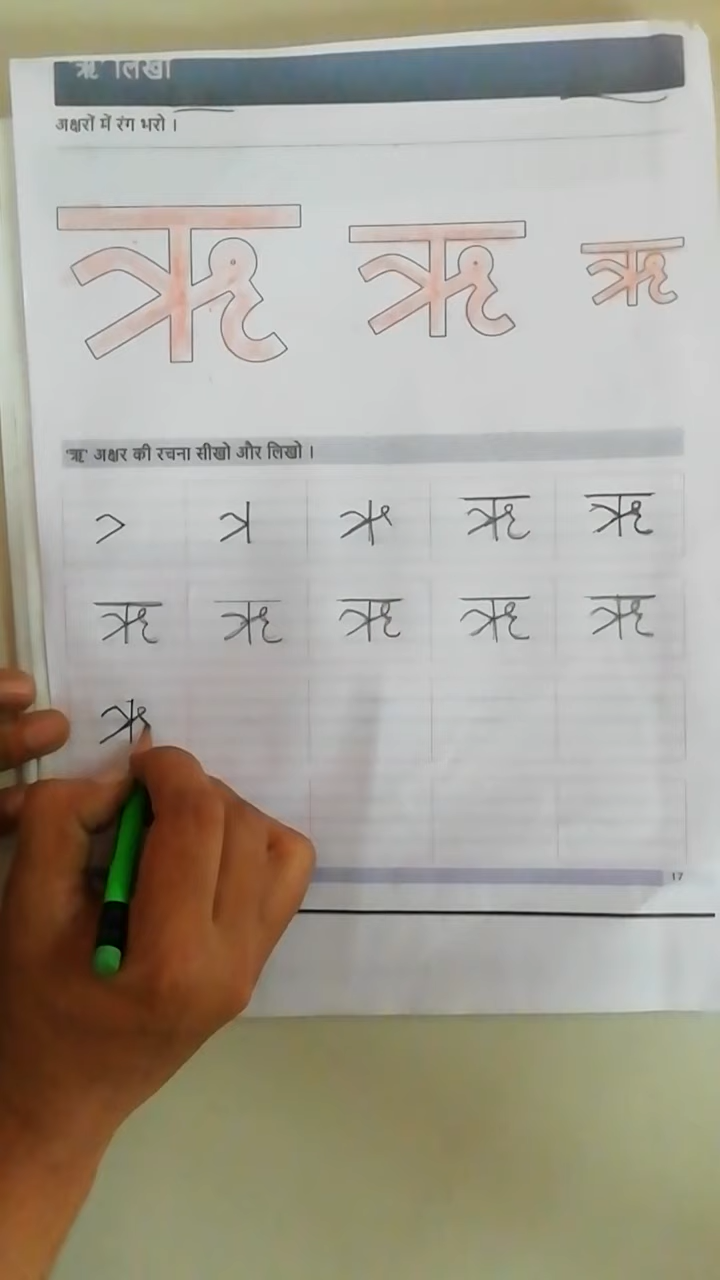 'ऋ' लिखो
अक्षरों में रंग भरो ।
ऋ ऋ ऋ
'ऋ' अक्षर की रचना सीखो और लिखो ।
ऋ ऋ
ऋ ऋ ऋ ऋ ऋ
17